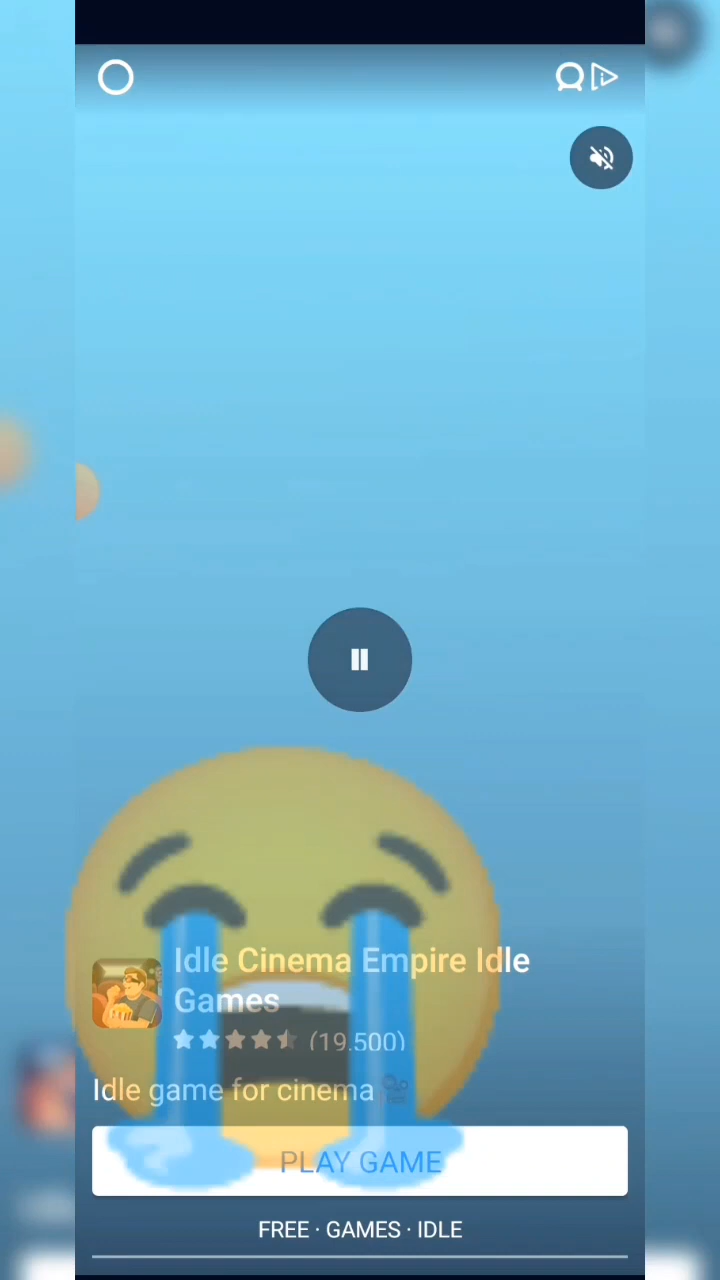 Idle Cinema Empire Idle
Games
(19.500)
Idle game for cinema
PLAY GAME
FREE · GAMES · IDLE